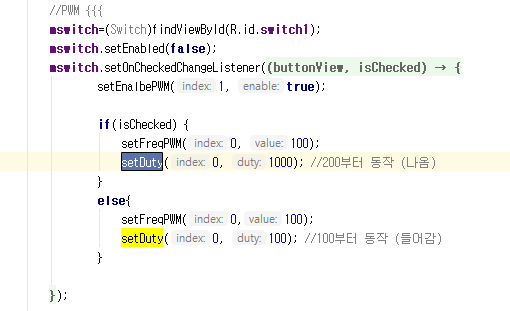 //PWM {{{
mswitch=(Switch)findViewById(R.id.switch1);
mswitch.setEnabled(false);
mswitch.setOnCheckedChangeListener((buttonView, isChecked) → {
setEnalbePWM( index: 1, enable: true);
if(isChecked) {
setFreqPWM( index: 0, value: 100);
setDuty( index: 0, duty: 1000); //200부터 동작 (나옴)
}
else{
setFreqPWM( index: 0, value: 100);
setDuty( index: 0, duty: 100); //100부터 동작 (들어감)
}
});